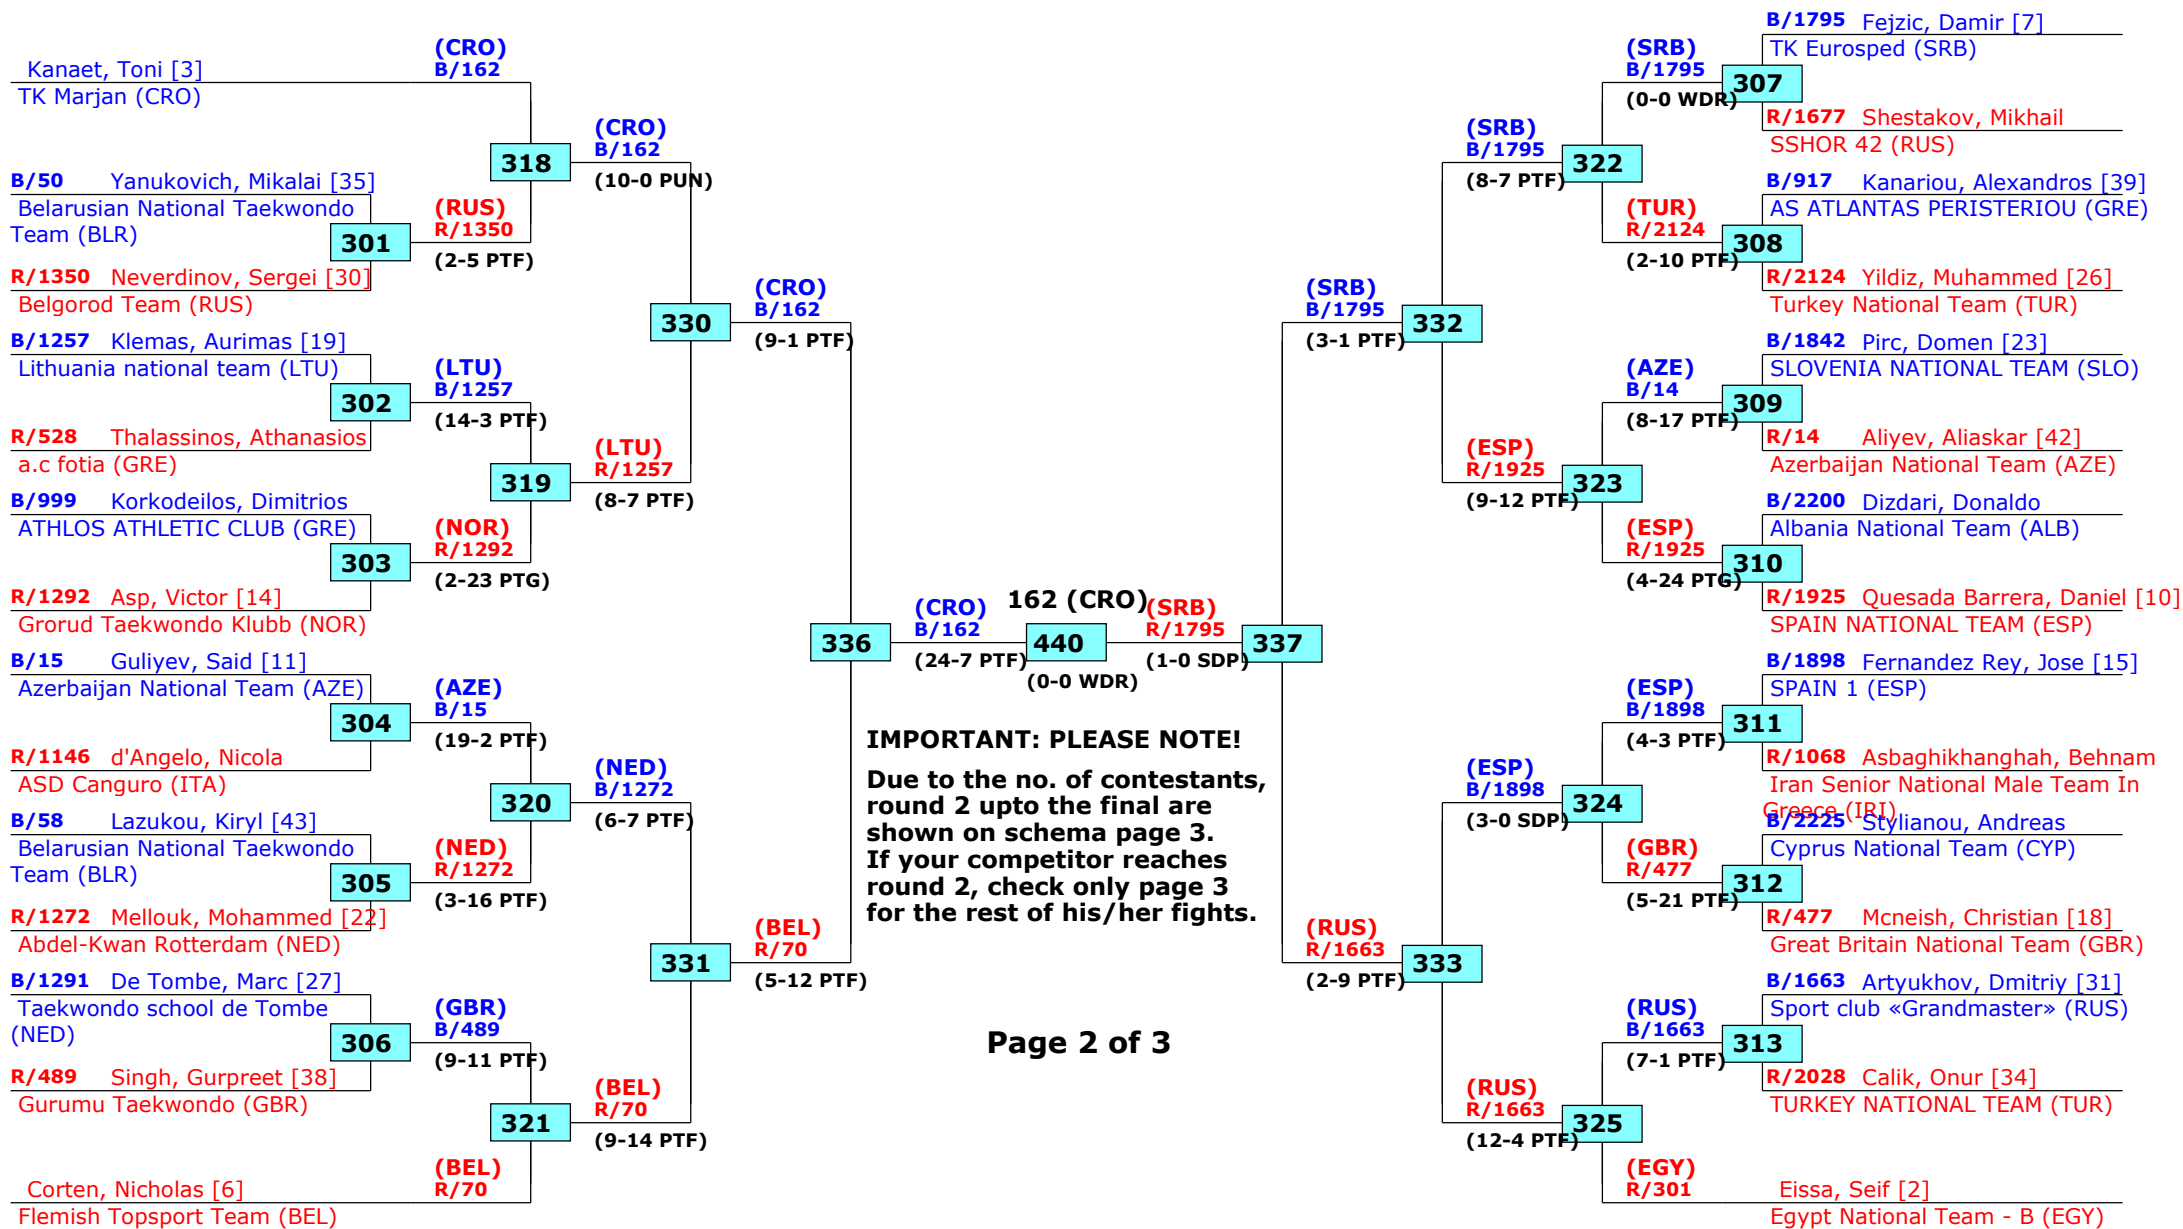 Kanaet, Toni [3]
TK Marjan (CRO)
B/50 Yanukovich, Mikalai [35]
Belarusian National Taekwondo
Team (BLR)
301
R/1350 Neverdinov, Sergei [30]
Belgorod Team (RUS)
B/1257 Klemas, Aurimas [19]
Lithuania national team (LTU)
302
R/528 Thalassinos, Athanasios
a.c fotia (GRE)
B/999 Korkodeilos, Dimitrios
ATHLOS ATHLETIC CLUB (GRE)
303
R/1292 Asp, Victor [14]
Grorud Taekwondo Klubb (NOR)
B/15 Guliyev, Said [11]
Azerbaijan National Team (AZE)
304
R/1146 d'Angelo, Nicola
ASD Canguro (ITA)
B/58 Lazukou, Kiryl [43]
Belarusian National Taekwondo
Team (BLR)
305
R/1272 Mellouk, Mohammed [22]
Abdel-Kwan Rotterdam (NED)
B/1291 De Tombe, Marc [27]
Taekwondo school de Tombe
(NED)
306
R/489 Singh, Gurpreet [38]
Gurumu Taekwondo (GBR)
Corten, Nicholas [6]
Flemish Topsport Team (BEL)
(CRO)
B/162
318
(RUS)
R/1350
(2-5 PTF)
(LTU)
B/1257
(14-3 PTF)
319
(NOR)
R/1292
(2-23 PTG)
(AZE)
B/15
(19-2 PTF)
320
(NED)
R/1272
(3-16 PTF)
(GBR)
B/489
(9-11 PTF)
321
(BEL)
R/70
(CRO)
B/162
(10-0 PUN)
330
(LTU)
R/1257
(8-7 PTF)
(NED)
B/1272
(6-7 PTF)
331
(BEL)
R/70
(9-14 PTF)
(CRO)
B/162
(9-1 PTF)
336
(BEL)
R/70
(5-12 PTF)
(CRO)
B/162
(24-7 PTF)
162 (CRO)
440
(0-0 WDR)
(SRB)
R/1795
(1-0 SDP)
IMPORTANT: PLEASE NOTE!
Due to the no. of contestants,
round 2 upto the final are
shown on schema page 3.
If your competitor reaches
round 2, check only page 3
for the rest of his/her fights.
Page 2 of 3
337
(SRB)
B/1795
(3-1 PTF)
332
(RUS)
R/1663
(2-9 PTF)
333
(SRB)
B/1795
(8-7 PTF)
322
(ESP)
R/1925
(9-12 PTF)
323
(ESP)
B/1898
(3-0 SDP)
324
(RUS)
R/1663
(12-4 PTF)
325
(SRB)
B/1795
(0-0 WDR)
307
(TUR)
R/2124
(2-10 PTF)
308
(AZE)
B/14
(8-17 PTF)
309
(ESP)
R/1925
(4-24 PTG)
310
(ESP)
B/1898
(4-3 PTF)
311
(GBR)
R/477
(5-21 PTF)
312
(RUS)
B/1663
(7-1 PTF)
313
(EGY)
R/301
B/1795 Fejzic, Damir [7]
TK Eurosped (SRB)
R/1677 Shestakov, Mikhail
SSHOR 42 (RUS)
B/917 Kanariou, Alexandros [39]
AS ATLANTAS PERISTERIOU (GRE)
R/2124 Yildiz, Muhammed [26]
Turkey National Team (TUR)
B/1842 Pirc, Domen [23]
SLOVENIA NATIONAL TEAM (SLO)
R/14 Aliyev, Aliaskar [42]
Azerbaijan National Team (AZE)
B/2200 Dizdari, Donaldo
Albania National Team (ALB)
R/1925 Quesada Barrera, Daniel [10]
SPAIN NATIONAL TEAM (ESP)
B/1898 Fernandez Rey, Jose [15]
SPAIN 1 (ESP)
R/1068 Asbaghikhanghah, Behnam
Iran Senior National Male Team In
Greece (IRI)
B/2225 Stylianou, Andreas
Cyprus National Team (CYP)
R/477 Mcneish, Christian [18]
Great Britain National Team (GBR)
B/1663 Artyukhov, Dmitriy [31]
Sport club «Grandmaster» (RUS)
R/2028 Calik, Onur [34]
TURKEY NATIONAL TEAM (TUR)
Eissa, Seif [2]
Egypt National Team - B (EGY)